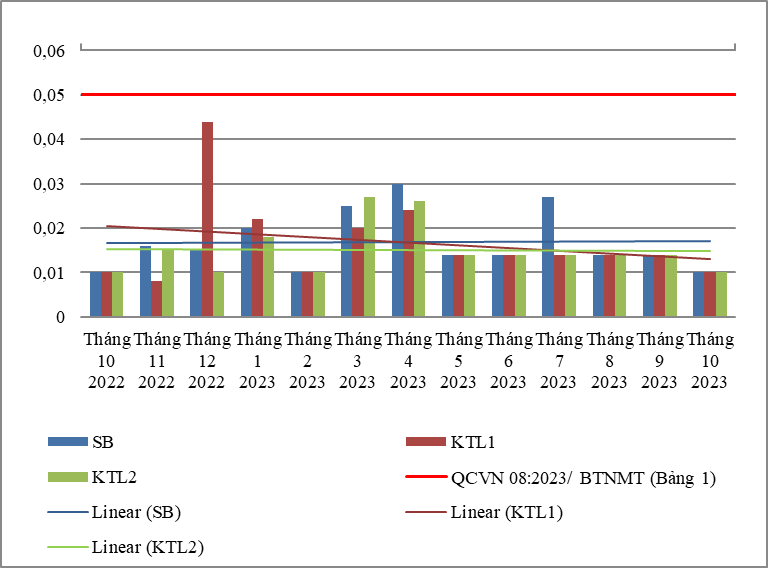 0,06
0,05
0,04
0,03
0,02
0,01
0
Tháng 10 2022
Tháng 11 2022
Tháng 12 2022
Tháng 1 2023
Tháng 2 2023
Tháng 3 2023
Tháng 4 2023
Tháng 5 2023
Tháng 6 2023
Tháng 7 2023
Tháng 8 2023
Tháng 9 2023
Tháng 10 2023
SB
KTL1
KTL2
QCVN 08:2023/ BTNMT (Bảng 1)
Linear (SB)
Linear (KTL1)
Linear (KTL2)